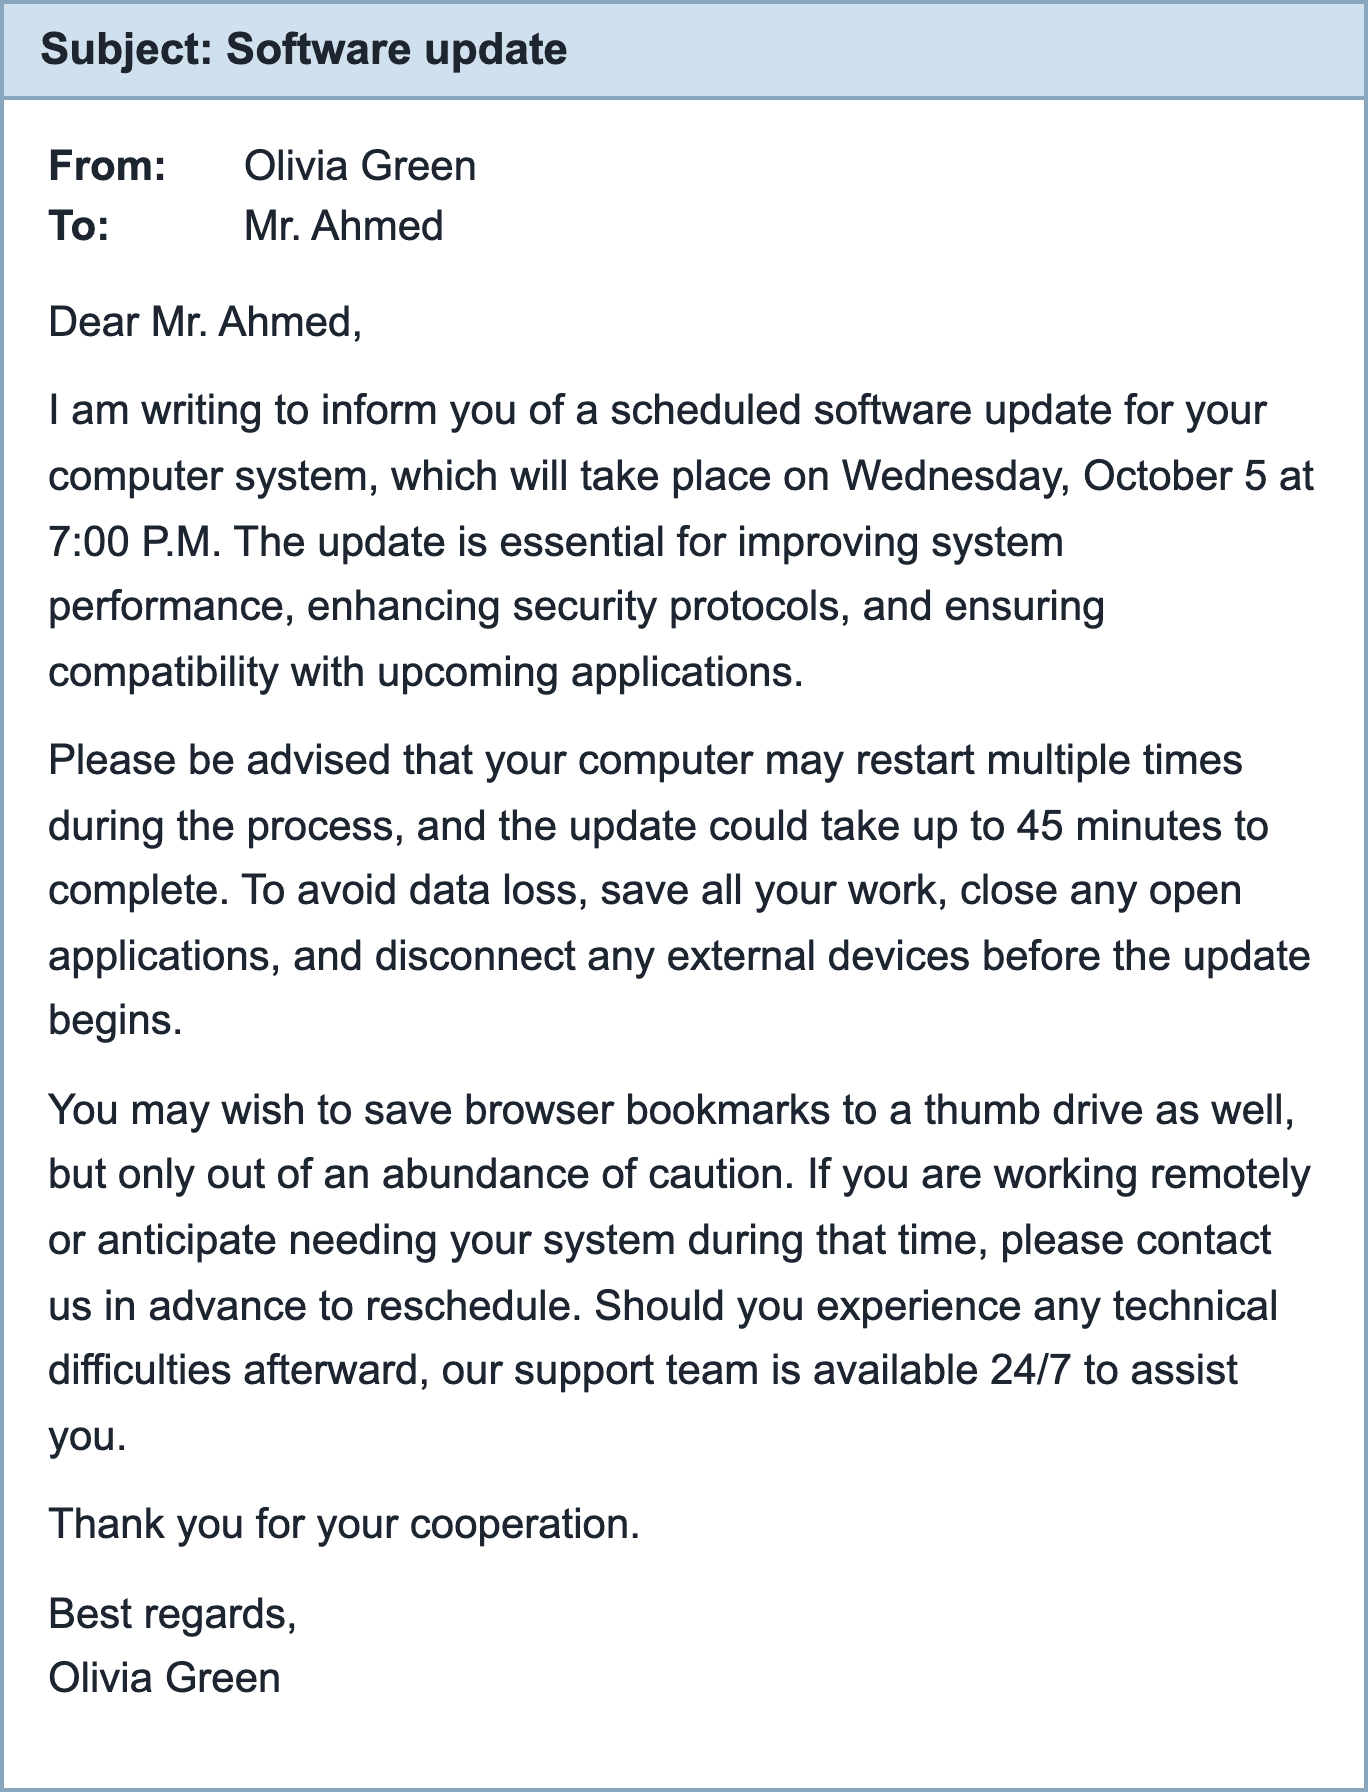 Subject: Software update
From: Olivia Green
To: Mr. Ahmed
Dear Mr. Ahmed,
I am writing to inform you of a scheduled software update for your
computer system, which will take place on Wednesday, October 5 at
7:00 P.M. The update is essential for improving system
performance, enhancing security protocols, and ensuring
compatibility with upcoming applications.
Please be advised that your computer may restart multiple times
during the process, and the update could take up to 45 minutes to
complete. To avoid data loss, save all your work, close any open
applications, and disconnect any external devices before the update
begins.
You may wish to save browser bookmarks to a thumb drive as well,
but only out of an abundance of caution. If you are working remotely
or anticipate needing your system during that time, please contact
us in advance to reschedule. Should you experience any technical
difficulties afterward, our support team is available 24/7 to assist
you.
Thank you for your cooperation.
Best regards,
Olivia Green